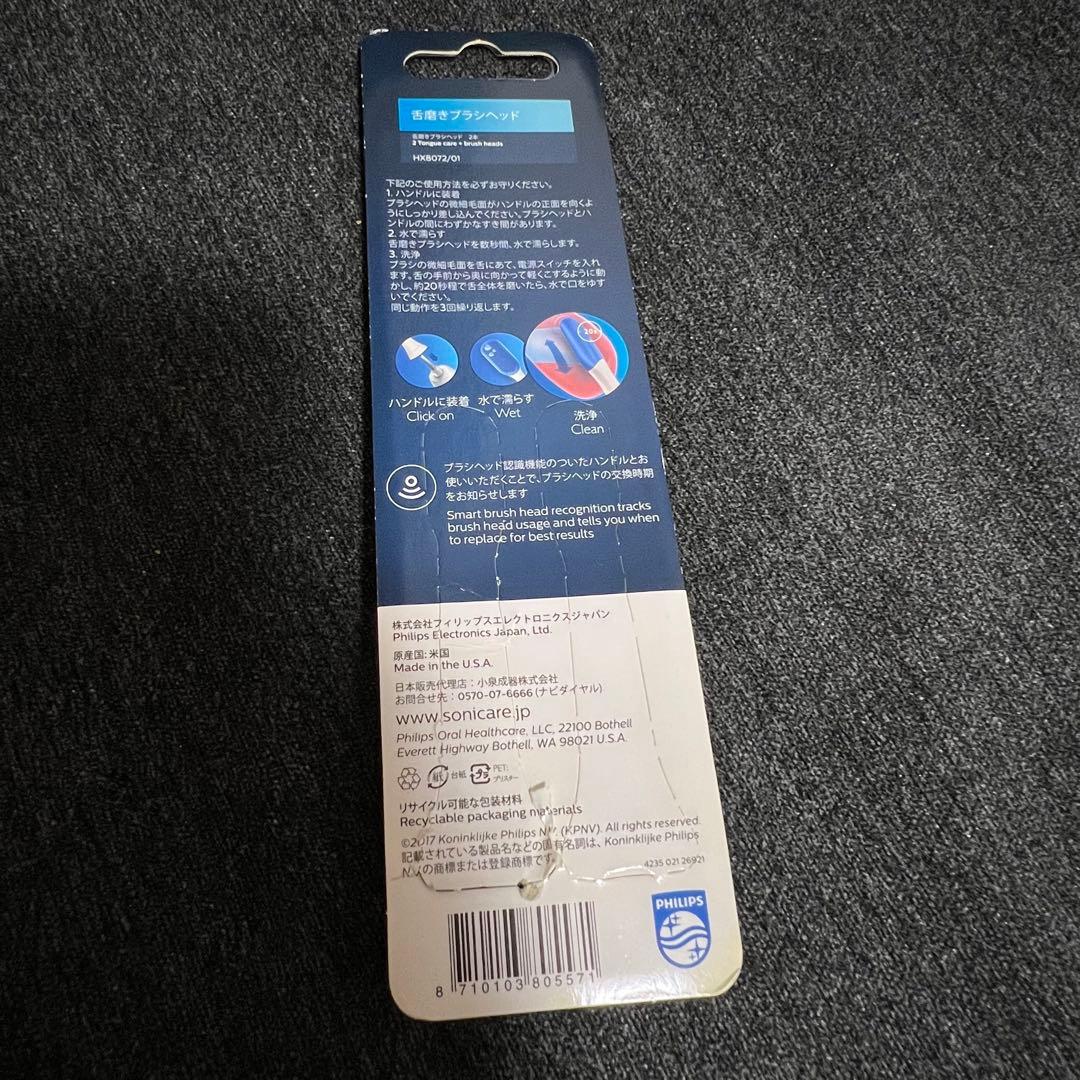 舌磨きブラシヘッド
舌磨きブラシヘッド 2本
2 Tongue care + brush heads
HX8072/01
下記のご使用方法を必ずお守りください。
1. ハンドルに装着
ブラシヘッドの微細毛面がハンドルの正面を向くよ
うにしっかり差し込んでください。ブラシヘッドとハ
ンドルの間にわずかなすき間があります。
2. 水で濡らす
舌磨きブラシヘッドを数秒間、水で濡らします。
3. 洗浄
ブラシの微細毛面を舌にあて、電源スイッチを入れ
ます。舌の手前から奥に向かって軽くこするように動
かし、約20秒程で舌全体を磨いたら、水で口をゆす
いでください。
同じ動作を3回繰り返します。
20s
ハンドルに装着
Click on
水で濡らす
Wet
洗浄
Clean
ブラシヘッド認識機能のついたハンドルとお
使いいただくことで、ブラシヘッドの交換時期
をお知らせします
Smart brush head recognition tracks
brush head usage and tells you when
to replace for best results
株式会社フィリップスエレクトロニクスジャパン
Philips Electronics Japan, Ltd.
原産国: 米国
Made in the U.S.A.
日本販売代理店：小泉成器株式会社
お問合せ先：0570-07-6666 (ナビダイヤル)
www.sonicare.jp
Philips Oral Healthcare, LLC, 22100 Bothell
Everett Highway Bothell, WA 98021 U.S.A.
紙 台紙 プラ PET:
ブリスター
リサイクル可能な包装材料
Recyclable packaging materials
©2017 Koninklijke Philips N.V. (KPNV). All rights reserved.
記載されている製品名などの固有名詞は、Koninklijke Philips
N.V.の商標または登録商標です。
4235 021 26921
PHILIPS
8 710103 805571